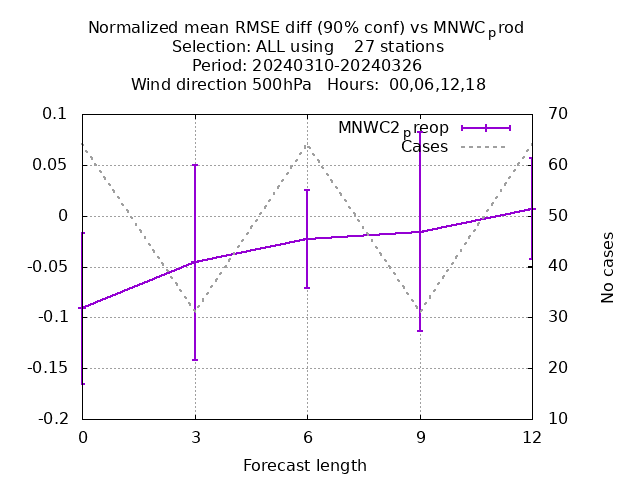 Normalized mean RMSE diff (90% conf) vs MNWC_prod
Selection: ALL using    27 stations
Period: 20240310-20240326
Wind direction 500hPa   Hours:  00,06,12,18
0.1
0.05
0
-0.05
-0.1
-0.15
-0.2
70
60
50
40
30
20
10
MNWC2_preop
Cases
No cases
0 3 6 9 12
Forecast length